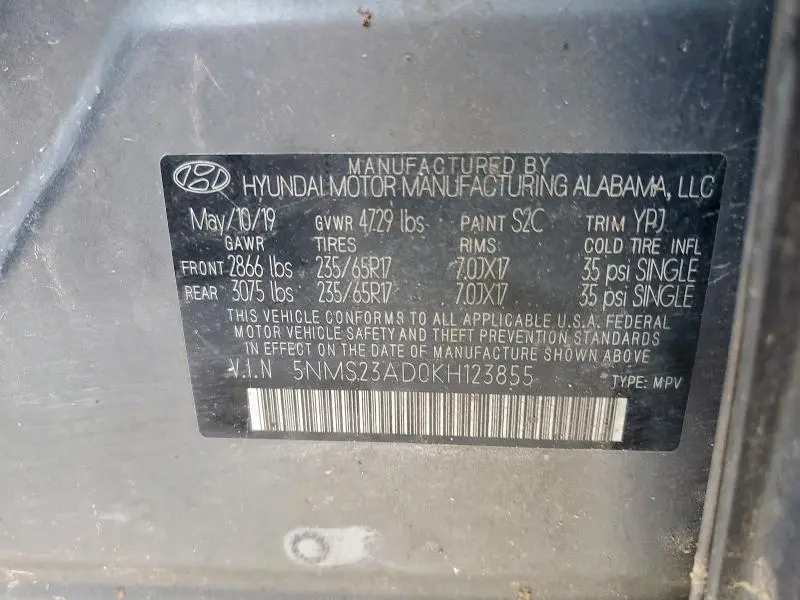 MANUFACTURED BY
HYUNDAI MOTOR MANUFACTURING ALABAMA, LLC
May/10/19 GVWR 4729 lbs PAINT S2C TRIM YPJ
GAWR TIRES RIMS: COLD TIRE INFL
FRONT 2866 lbs 235/65R17 7.0JX17 35 psi SINGLE
REAR 3075 lbs 235/65R17 7.0JX17 35 psi SINGLE
THIS VEHICLE CONFORMS TO ALL APPLICABLE U.S.A. FEDERAL
MOTOR VEHICLE SAFETY AND THEFT PREVENTION STANDARDS
IN EFFECT ON THE DATE OF MANUFACTURE SHOWN ABOVE.
V.I.N 5NMS23AD0KH123855 TYPE: MPV